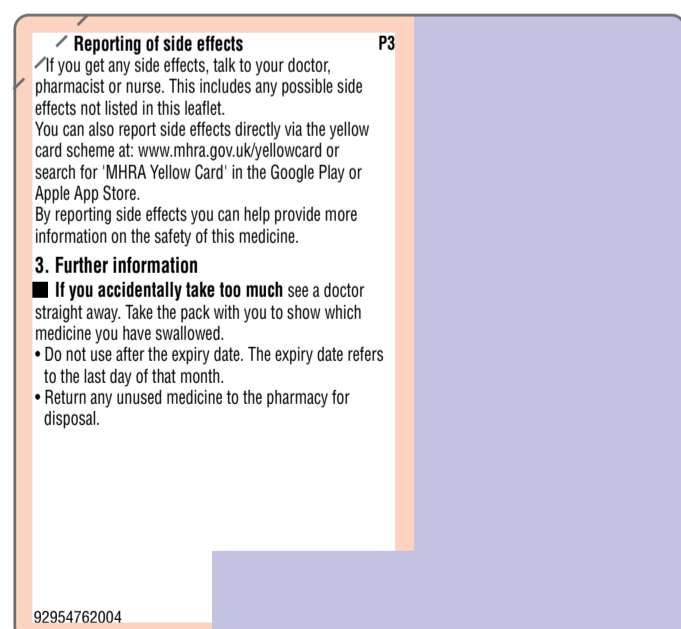 Reporting of side effects P3
If you get any side effects, talk to your doctor,
pharmacist or nurse. This includes any possible side
effects not listed in this leaflet.
You can also report side effects directly via the yellow
card scheme at: www.mhra.gov.uk/yellowcard or
search for 'MHRA Yellow Card' in the Google Play or
Apple App Store.
By reporting side effects you can help provide more
information on the safety of this medicine.
3. Further information
■ If you accidentally take too much see a doctor
straight away. Take the pack with you to show which
medicine you have swallowed.
• Do not use after the expiry date. The expiry date refers
to the last day of that month.
• Return any unused medicine to the pharmacy for
disposal.
92954762004